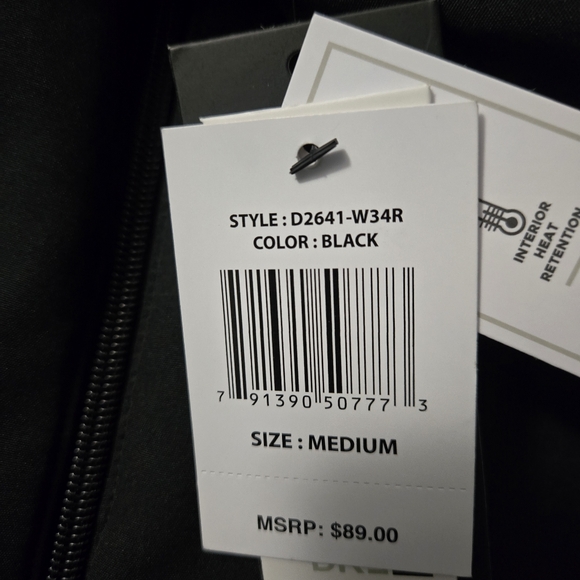 STYLE : D2641-W34R
COLOR : BLACK
INTERIOR
HEAT
RETENTION
7 91390 50777 3
SIZE : MEDIUM
MSRP: $89.00